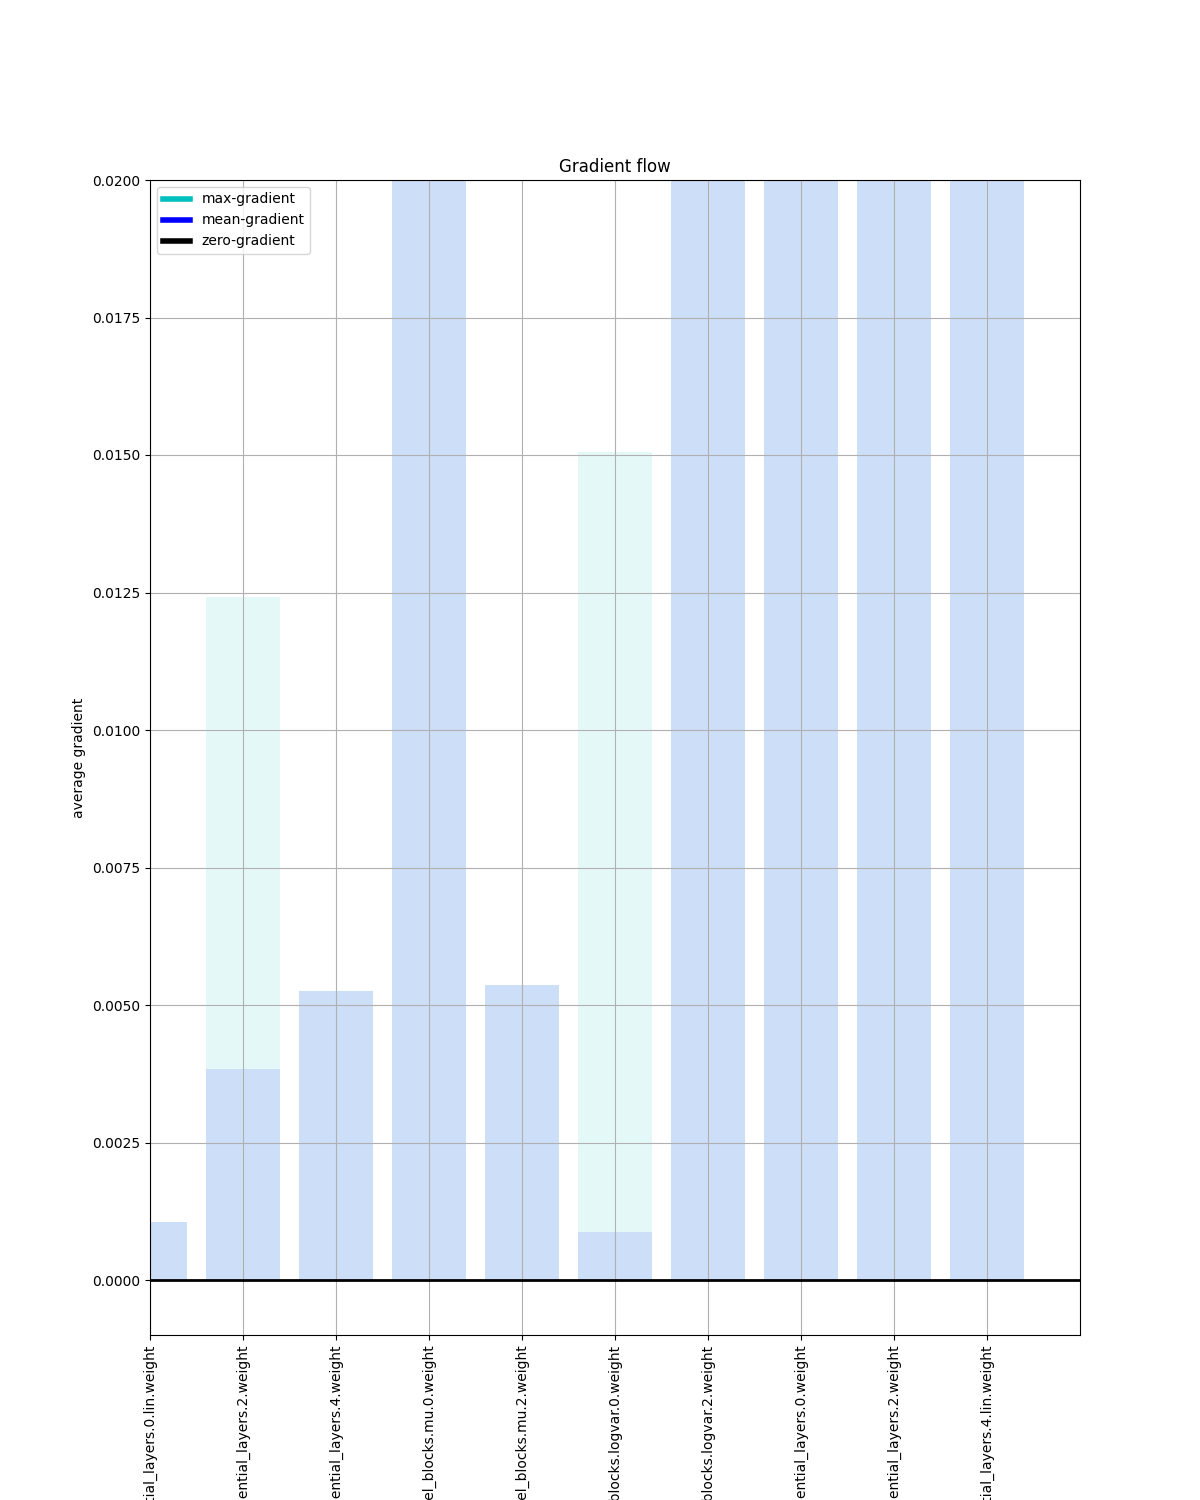 Gradient flow
max-gradient
mean-gradient
zero-gradient
0.0200
0.0175
0.0150
0.0125
0.0100
0.0075
0.0050
0.0025
0.0000
average gradient
tial_layers.0.lin.weight
ential_layers.2.weight
ential_layers.4.weight
el_blocks.mu.0.weight
el_blocks.mu.2.weight
blocks.logvar.0.weight
blocks.logvar.2.weight
ential_layers.0.weight
ential_layers.2.weight
tial_layers.4.lin.weight